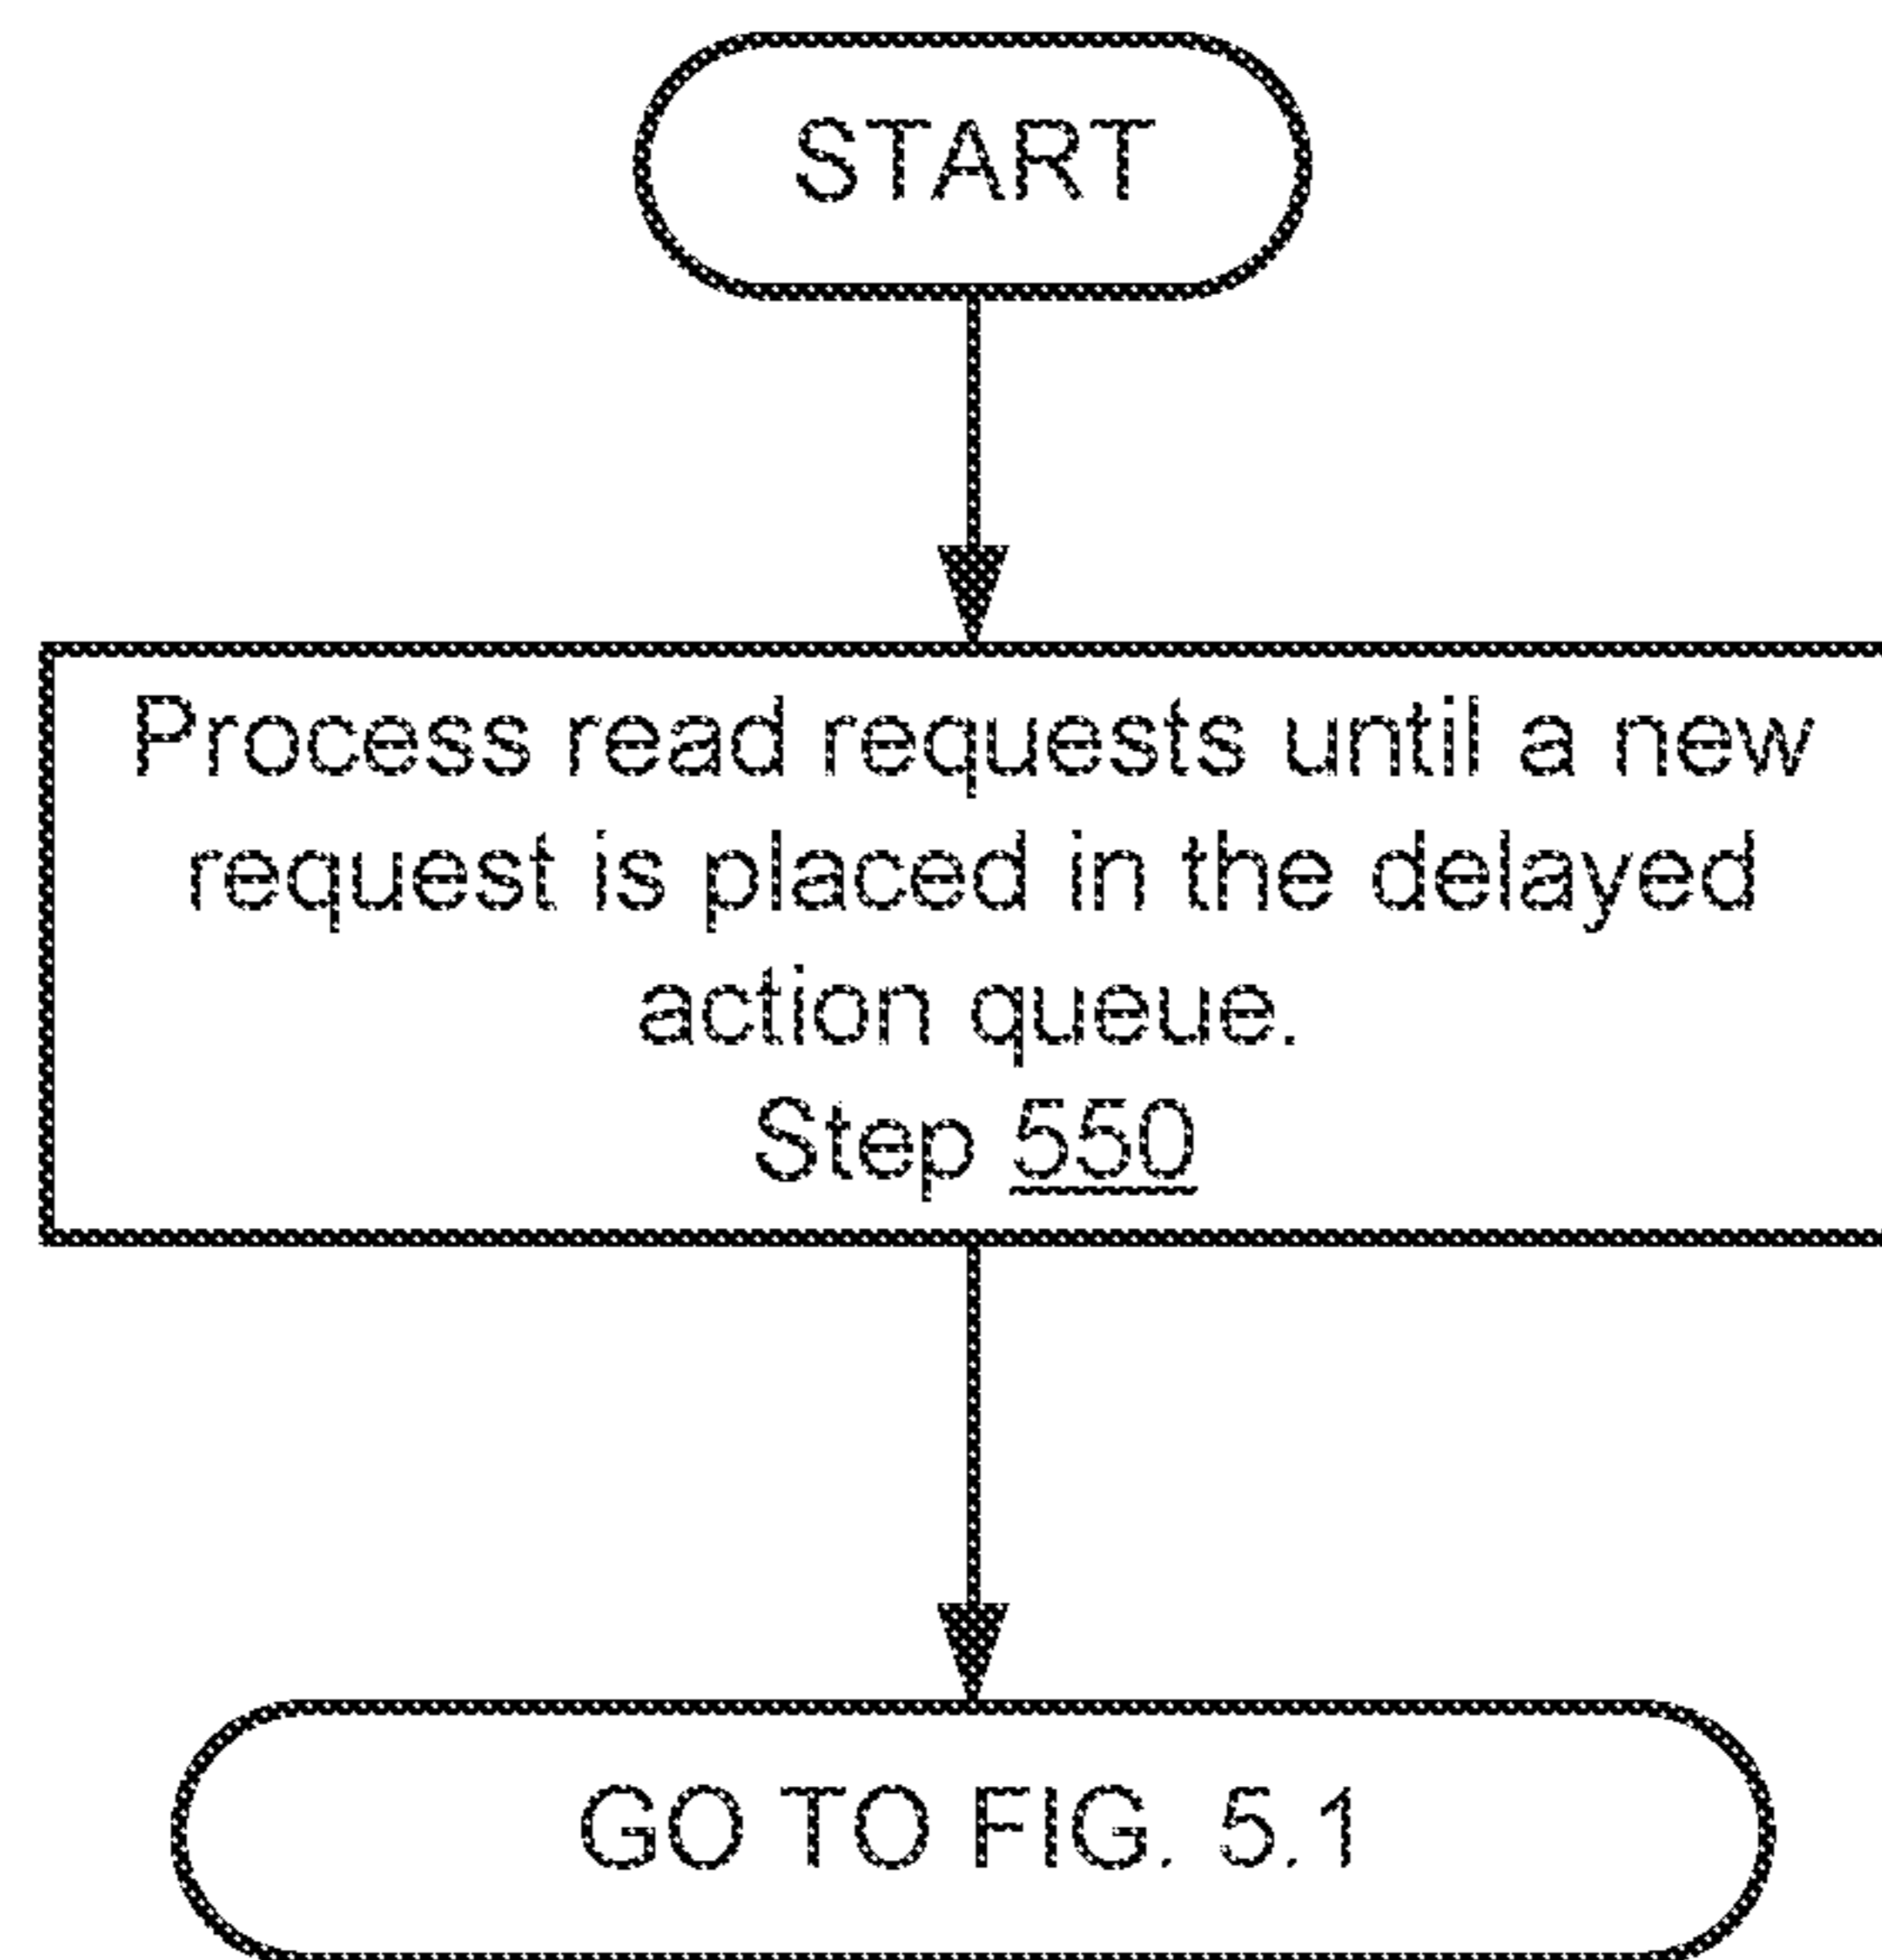 START
Process read requests until a new
request is placed in the delayed
action queue.
Step 550
GO TO FIG. 5.1